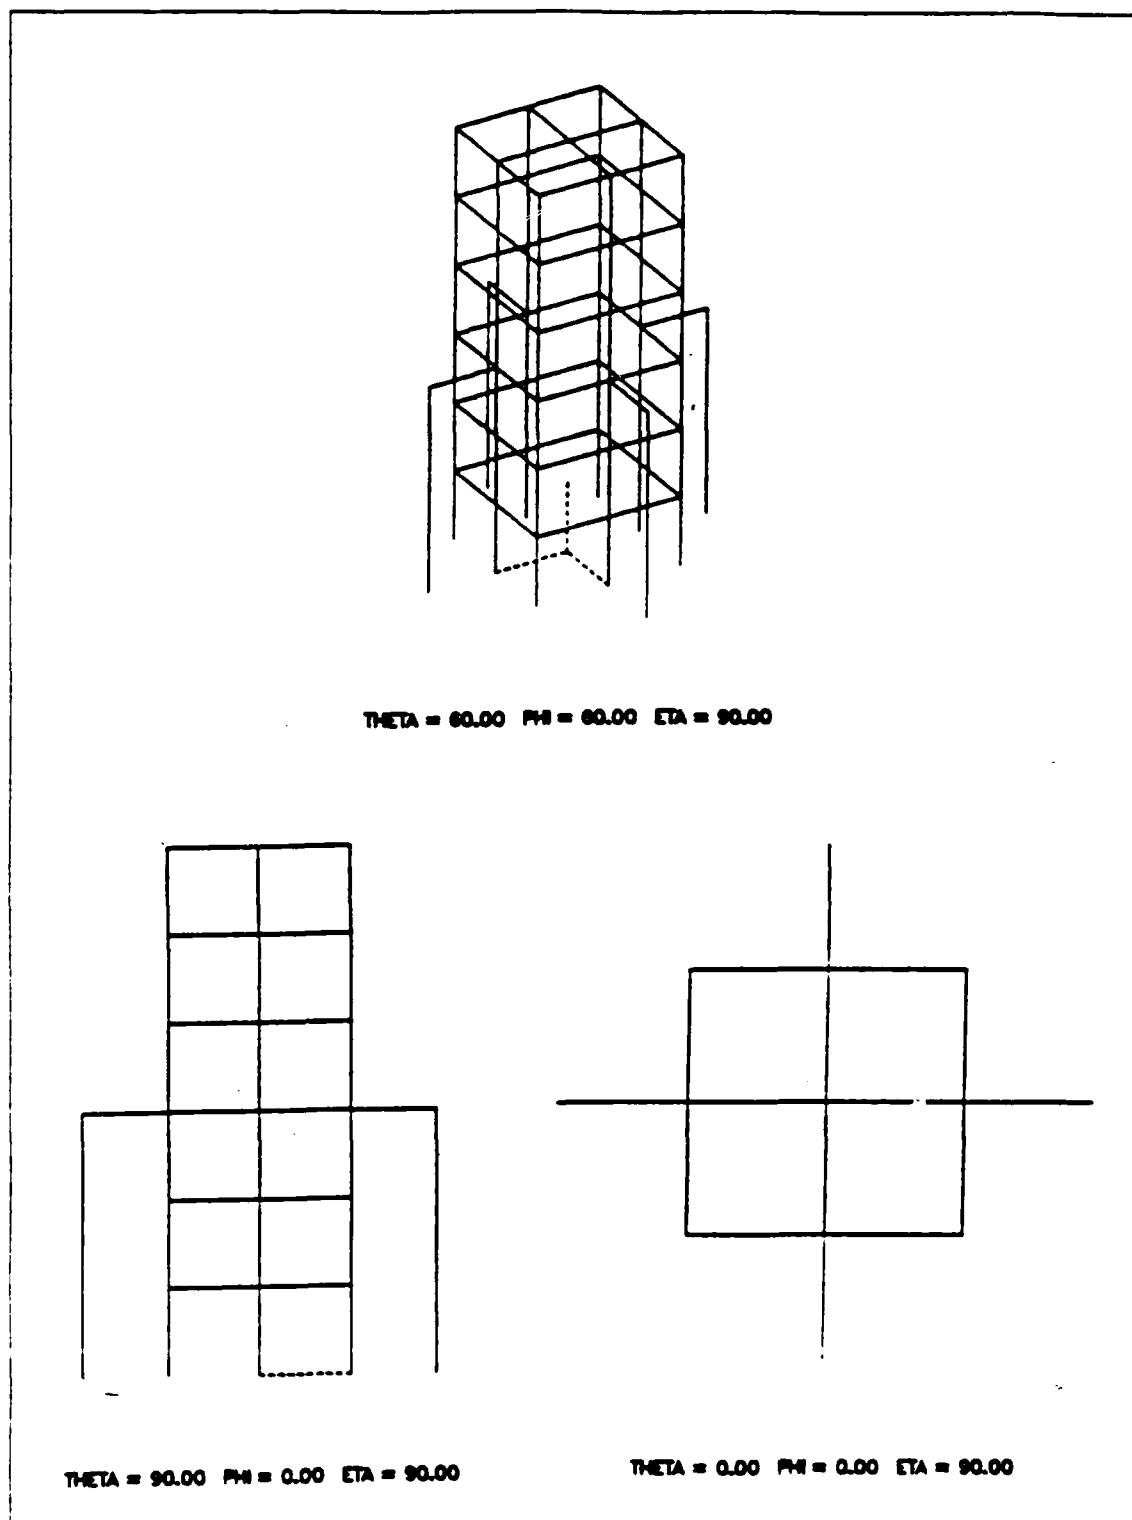 THETA = 60.00 PHI = 60.00 ETA = 90.00
THETA = 90.00 PHI = 0.00 ETA = 90.00
THETA = 0.00 PHI = 0.00 ETA = 90.00